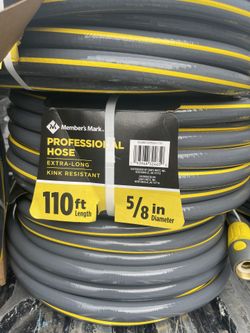 Member's Mark
PROFESSIONAL
HOSE
EXTRA-LONG
KINK RESISTANT
110 ft
Length
5/8 in
Diameter